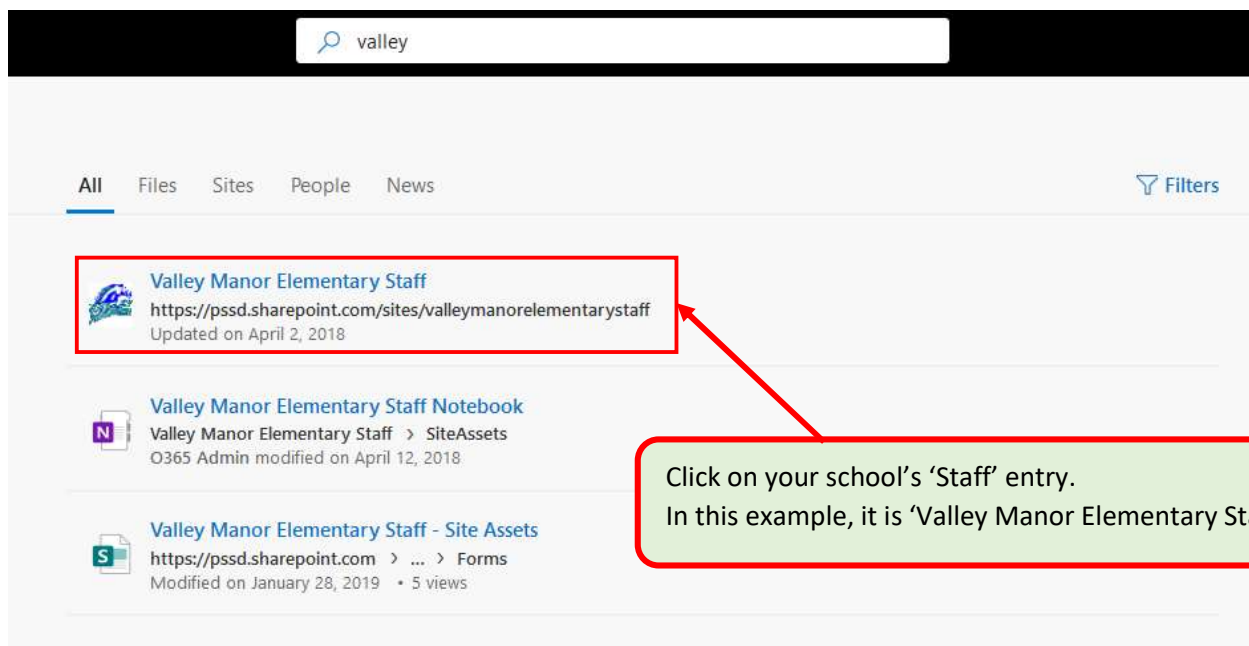 valley
All Files Sites People News Filters
Valley Manor Elementary Staff
https://pssd.sharepoint.com/sites/valleymanorelementarystaff
Updated on April 2, 2018
Valley Manor Elementary Staff Notebook
N Valley Manor Elementary Staff > SiteAssets
O365 Admin modified on April 12, 2018
Click on your school’s ‘Staff’ entry.
In this example, it is ‘Valley Manor Elementary
Valley Manor Elementary Staff - Site Assets
S https://pssd.sharepoint.com > ... > Forms
Modified on January 28, 2019 • 5 views